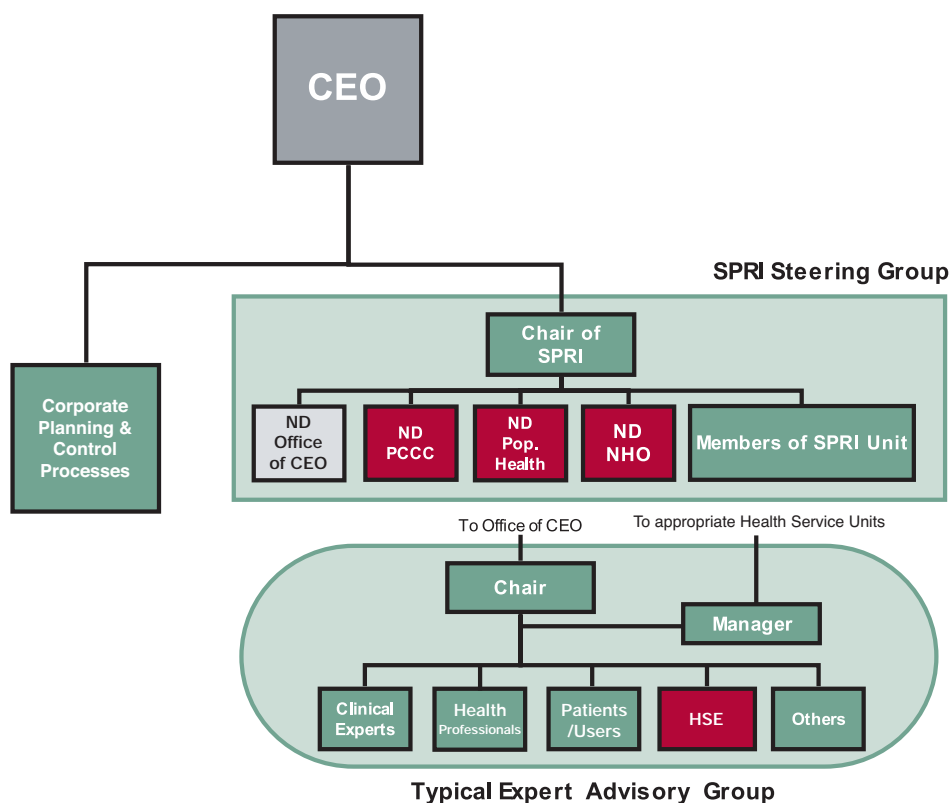 CEO
SPRI Steering Group
Chair of
SPRI
Corporate
Planning &
Control
Processes
ND
Office
of CEO
ND
PCCC
ND
Pop.
Health
ND
NHO
Members of SPRI Unit
To Office of CEO
To appropriate Health Service Units
Chair
Manager
Clinical
Experts
Health
Professionals
Patients
/Users
HSE
Others
Typical Expert Advisory Group